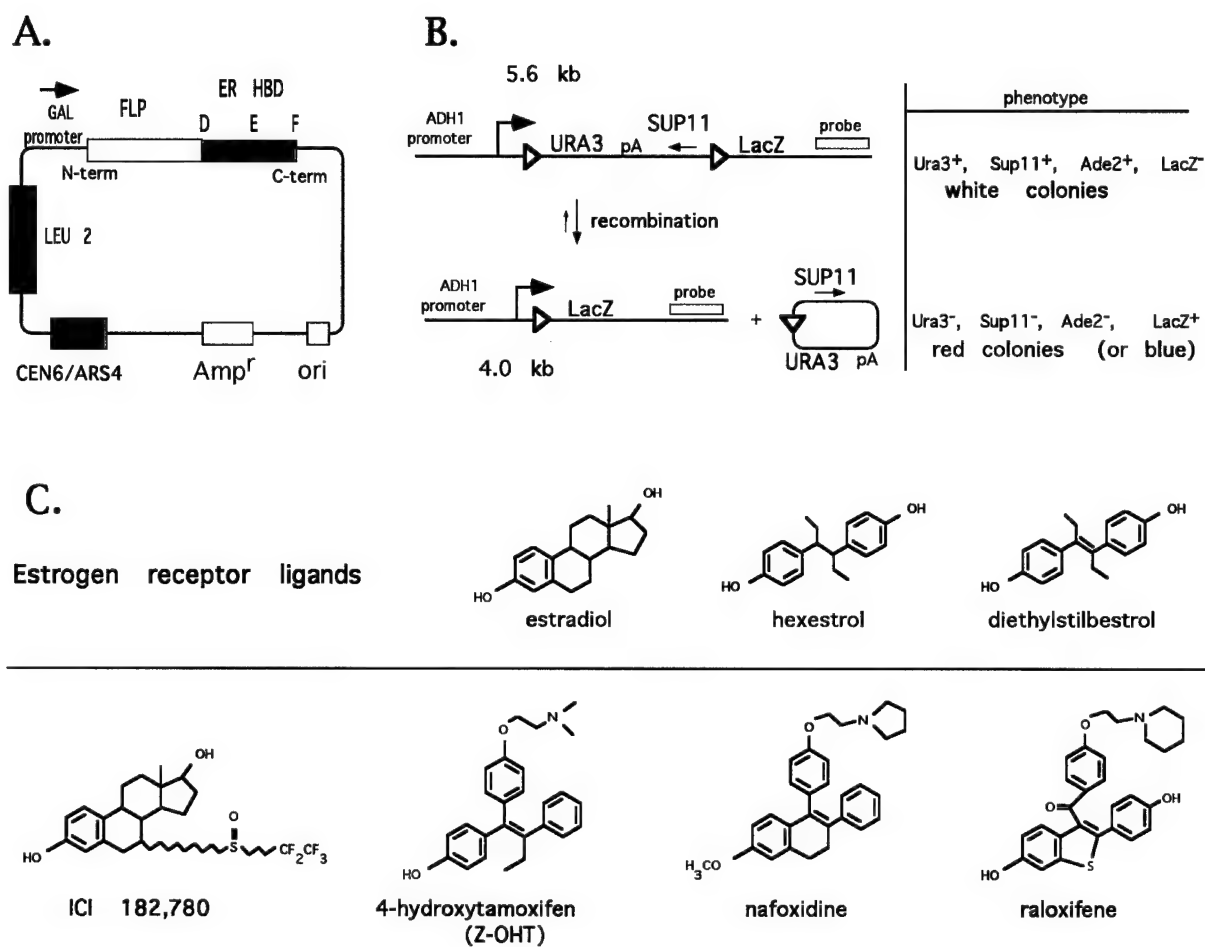 A.
GAL
promoter
FLP
ER HBD
D E F
N-term
C-term
LEU 2
CEN6/ARS4
Ampr
ori
B.
5.6 kb
ADH1
promoter
URA3
pA
SUP11
LacZ
probe
recombination
ADH1
promoter
LacZ
probe
+
SUP11
URA3 pA
4.0 kb
phenotype
Ura3+, Sup11+, Ade2+, LacZ-
white colonies
Ura3-, Sup11-, Ade2-, LacZ+
red colonies (or blue)
C.
Estrogen receptor ligands
OH
HO
estradiol
OH
HO
hexestrol
OH
HO
diethylstilbestrol
OH
HO
O
S
CF2CF3
ICI 182,780
N
O
HO
4-hydroxytamoxifen
(Z-OHT)
N
O
H3CO
nafoxidine
N
O
O
OH
S
HO
raloxifene